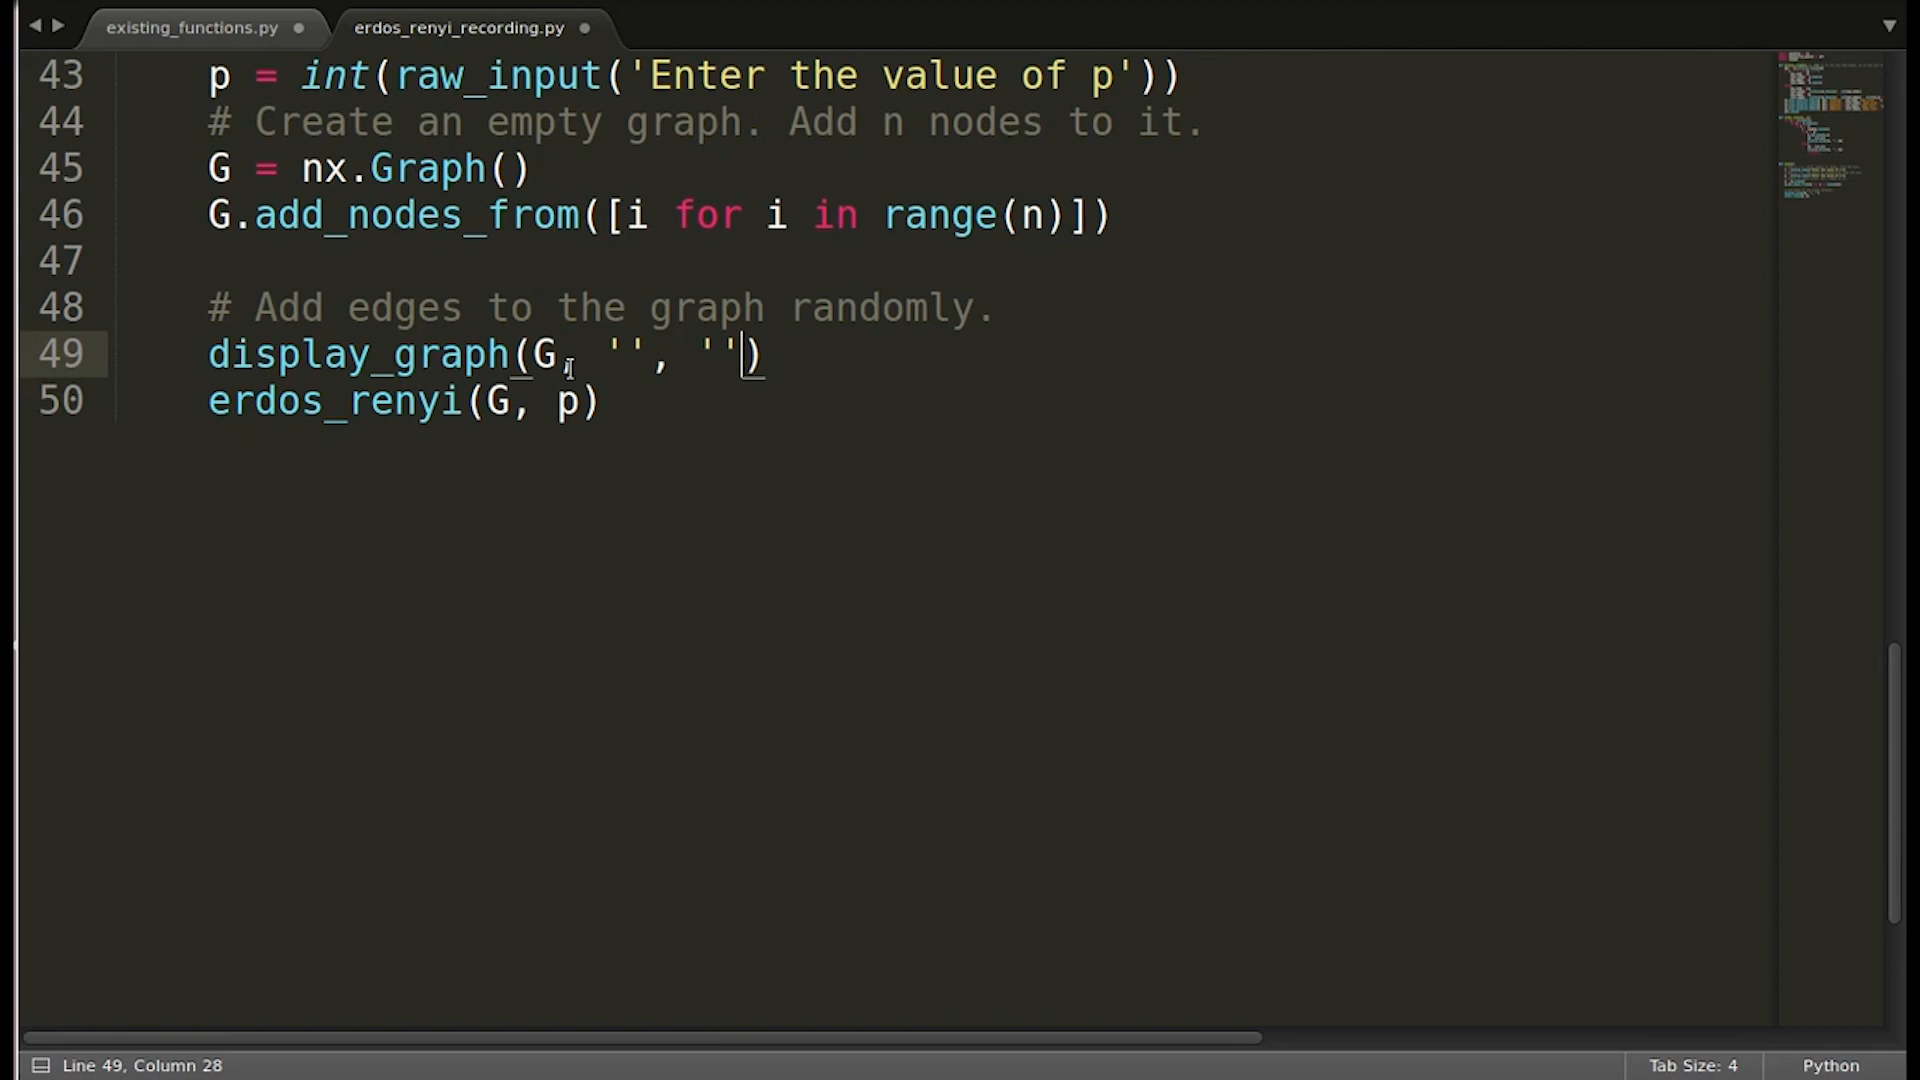 existing_functions.py erdos_renyi_recording.py
43 p = int(raw_input('Enter the value of p'))
44 # Create an empty graph. Add n nodes to it.
45 G = nx.Graph()
46 G.add_nodes_from([i for i in range(n)])
47
48 # Add edges to the graph randomly.
49 display_graph(G, '', '')
50 erdos_renyi(G, p)
Line 49, Column 28 Tab Size: 4 Python